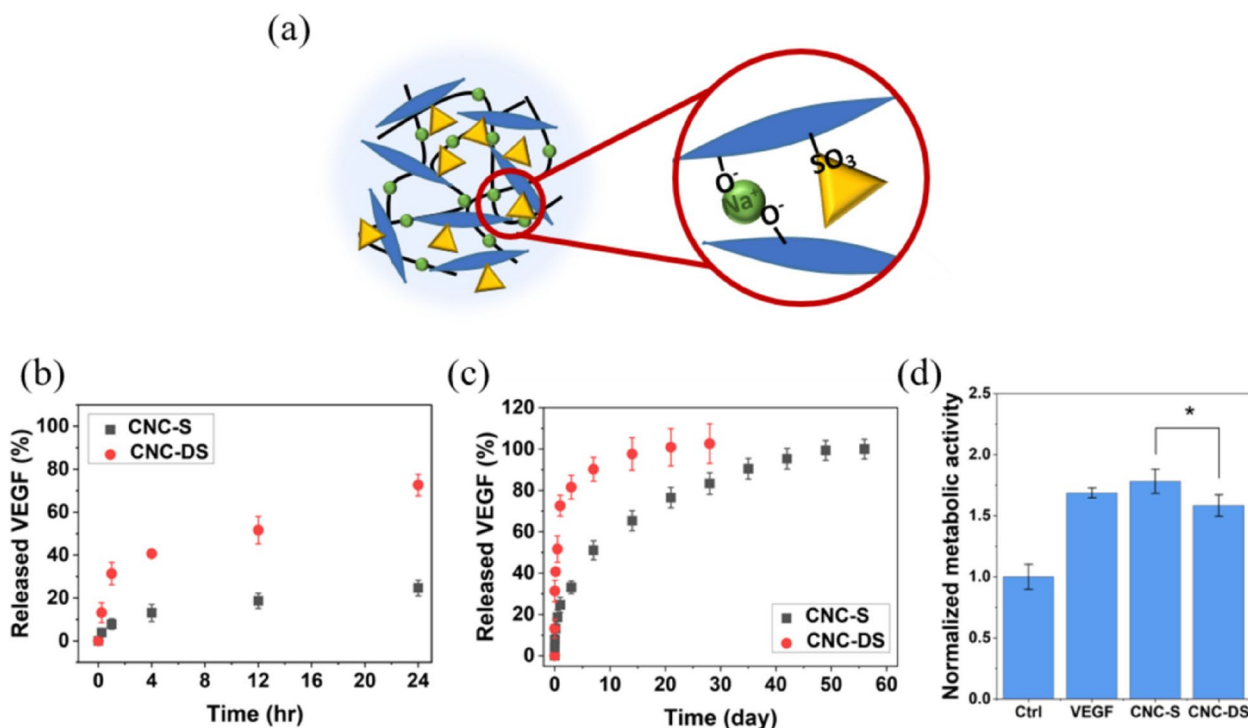 (a)
SO3
O-
Na+
O-
(b)
Released VEGF (%)
100
80
60
40
20
0
CNC-S
CNC-DS
0 4 8 12 16 20 24
Time (hr)
(c)
Released VEGF (%)
120
100
80
60
40
20
0
CNC-S
CNC-DS
0 10 20 30 40 50 60
Time (day)
(d)
Normalized metabolic activity
2.5
2.0
1.5
1.0
0.5
0.0
*
Ctrl VEGF CNC-S CNC-DS